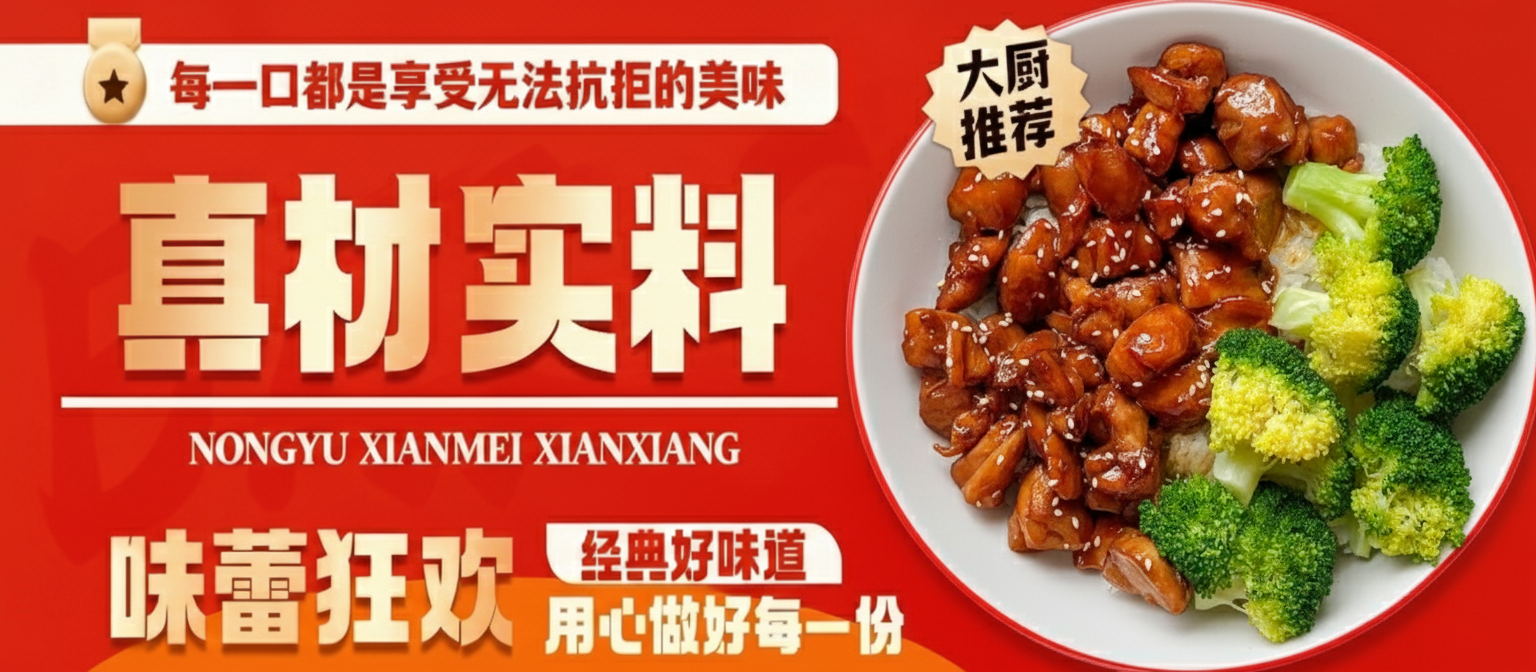 每一口都是享受无法抗拒的美味
大厨
推荐
真材实料
NONGYU XIANMEI XIANXIANG
味蕾狂欢
经典好味道
用心做好每一份